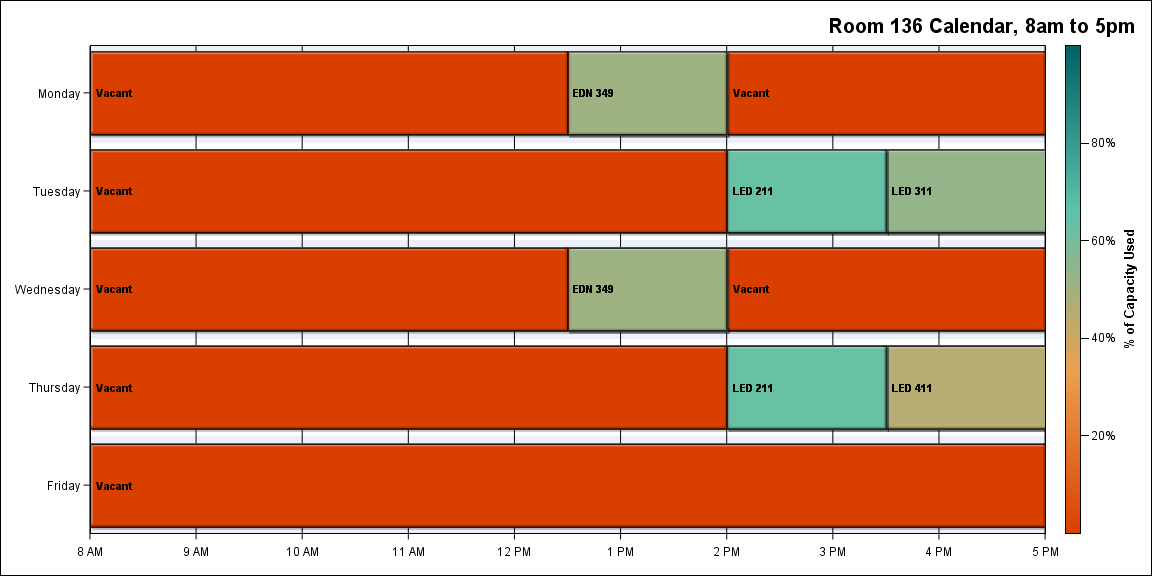 Room 136 Calendar, 8am to 5pm
Monday
Vacant
EDN 349
Vacant
Tuesday
Vacant
LED 211
LED 311
Wednesday
Vacant
EDN 349
Vacant
Thursday
Vacant
LED 211
LED 411
Friday
Vacant
8 AM
9 AM
10 AM
11 AM
12 PM
1 PM
2 PM
3 PM
4 PM
5 PM
80%
60%
40%
20%
% of Capacity Used